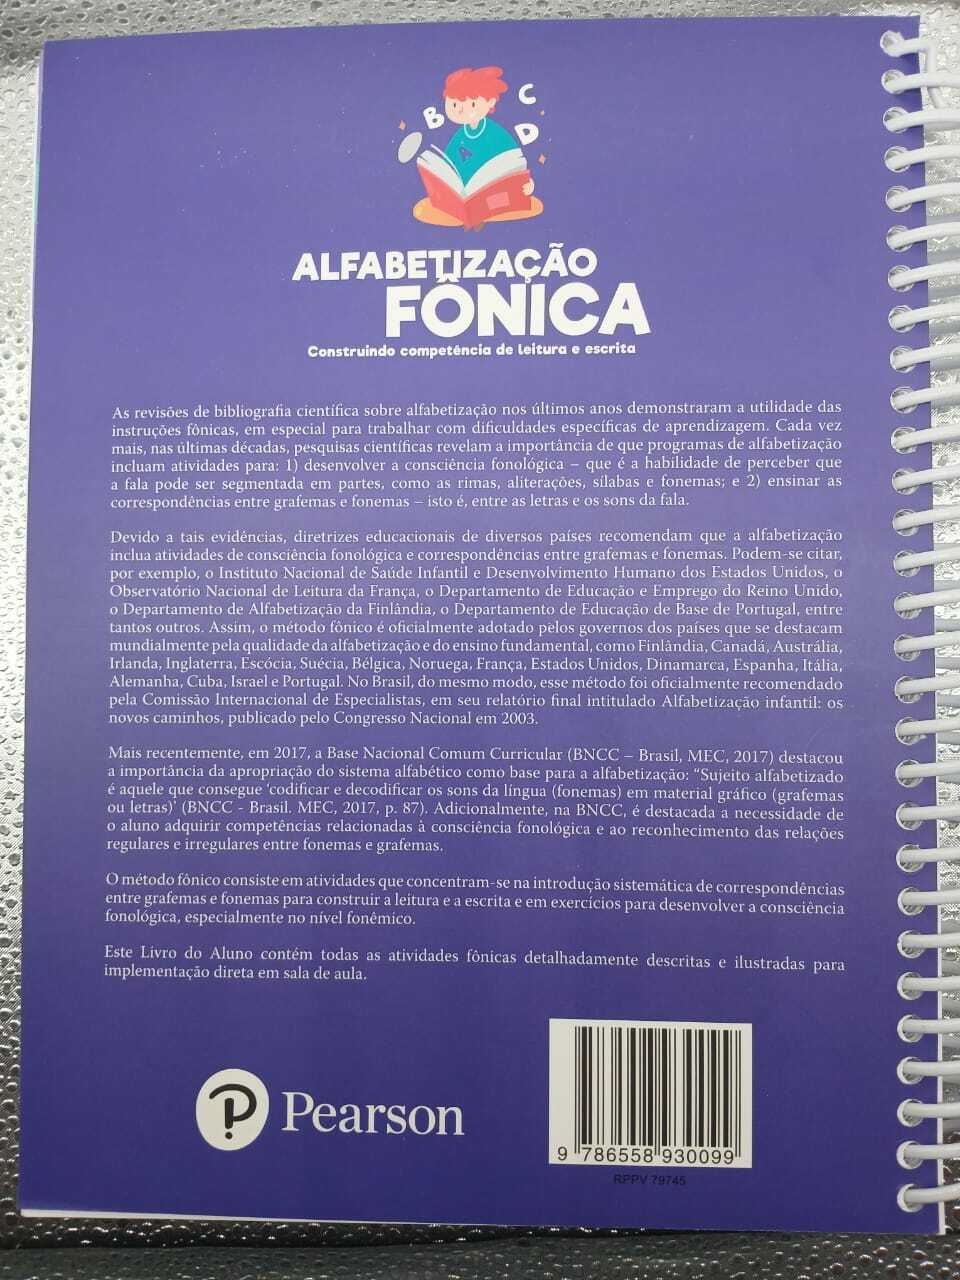 B
C
D
A
ALFABETIZAÇÃO
FÔNICA
Construindo competência de leitura e escrita
As revisões de bibliografia científica sobre alfabetização nos últimos anos demonstraram a utilidade das
instruções fônicas, em especial para trabalhar com dificuldades específicas de aprendizagem. Cada vez
mais, nas últimas décadas, pesquisas científicas revelam a importância de que programas de alfabetização
incluam atividades para: 1) desenvolver a consciência fonológica – que é a habilidade de perceber que
a fala pode ser segmentada em partes, como as rimas, aliterações, sílabas e fonemas; e 2) ensinar as
correspondências entre grafemas e fonemas – isto é, entre as letras e os sons da fala.
Devido a tais evidências, diretrizes educacionais de diversos países recomendam que a alfabetização
inclua atividades de consciência fonológica e correspondências entre grafemas e fonemas. Podem-se citar,
por exemplo, o Instituto Nacional de Saúde Infantil e Desenvolvimento Humano dos Estados Unidos, o
Observatório Nacional de Leitura da França, o Departamento de Educação e Emprego do Reino Unido,
o Departamento de Alfabetização da Finlândia, o Departamento de Educação de Base de Portugal, entre
tantos outros. Assim, o método fônico é oficialmente adotado pelos governos dos países que se destacam
mundialmente pela qualidade da alfabetização e do ensino fundamental, como Finlândia, Canadá, Austrália,
Irlanda, Inglaterra, Escócia, Suécia, Bélgica, Noruega, França, Estados Unidos, Dinamarca, Espanha, Itália,
Alemanha, Cuba, Israel e Portugal. No Brasil, do mesmo modo, esse método foi oficialmente recomendado
pela Comissão Internacional de Especialistas, em seu relatório final intitulado Alfabetização infantil: os
novos caminhos, publicado pelo Congresso Nacional em 2003.
Mais recentemente, em 2017, a Base Nacional Comum Curricular (BNCC – Brasil, MEC, 2017) destacou
a importância da apropriação do sistema alfabético como base para a alfabetização: “Sujeito alfabetizado
é aquele que consegue ‘codificar e decodificar os sons da língua (fonemas) em material gráfico (grafemas
ou letras)’ (BNCC - Brasil. MEC, 2017, p. 87). Adicionalmente, na BNCC, é destacada a necessidade de
o aluno adquirir competências relacionadas à consciência fonológica e ao reconhecimento das relações
regulares e irregulares entre fonemas e grafemas.
O método fônico consiste em atividades que concentram-se na introdução sistemática de correspondências
entre grafemas e fonemas para construir a leitura e a escrita e em exercícios para desenvolver a consciência
fonológica, especialmente no nível fonêmico.
Este Livro do Aluno contém todas as atividades fônicas detalhadamente descritas e ilustradas para
implementação direta em sala de aula.
Pearson
9 786558 930099
RPPV 79745